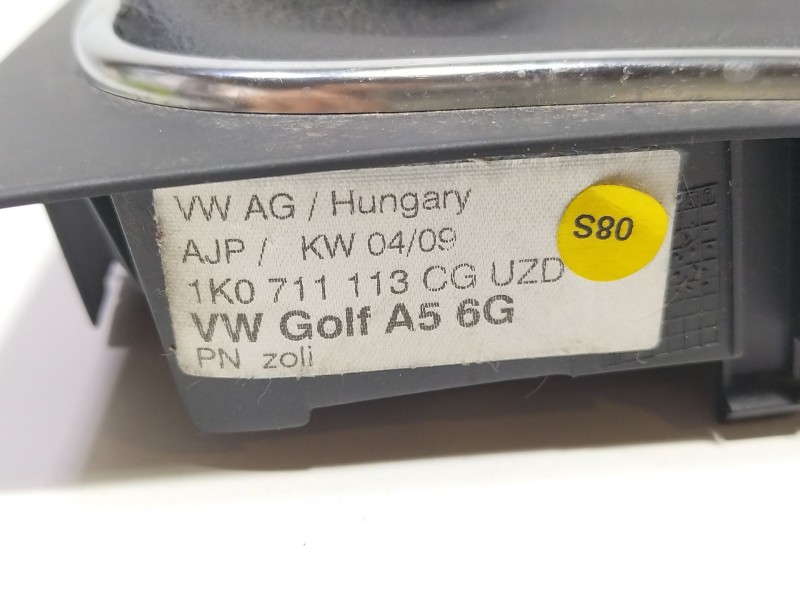 VW AG / Hungary
AJP / KW 04/09
1K0 711 113 CG UZD
VW Golf A5 6G
PN zoli
S80